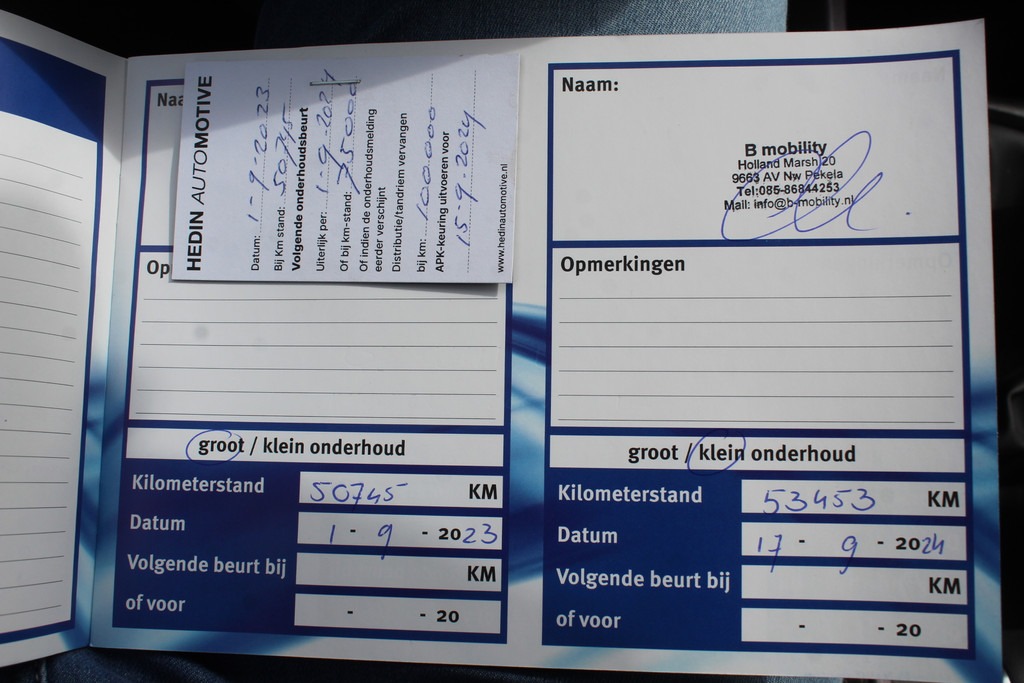 Naa
HEDIN AUTOMOTIVE
Datum: 1-9-2023
Bij Km stand: 50745
Volgende onderhoudsbeurt
Uiterlijk per: 1-9-2024
Of bij km-stand: 75000
Of indien de onderhoudsmelding
eerder verschijnt
Distributie/tandriem vervangen
bij km: 100.000
APK-keuring uitvoeren voor
15-9-2024
www.hedinautomotive.nl
Op
groot / klein onderhoud
Kilometerstand 50745 KM
Datum 1 - 9 - 2023
Volgende beurt bij KM
of voor - - 20
Naam:
B mobility
Holland Marsh 20
9663 AV Nw Pekela
Tel:085-86844253
Mail: info@b-mobility.nl
Opmerkingen
groot / klein onderhoud
Kilometerstand 53453 KM
Datum 17 - 9 - 2024
Volgende beurt bij KM
of voor - - 20